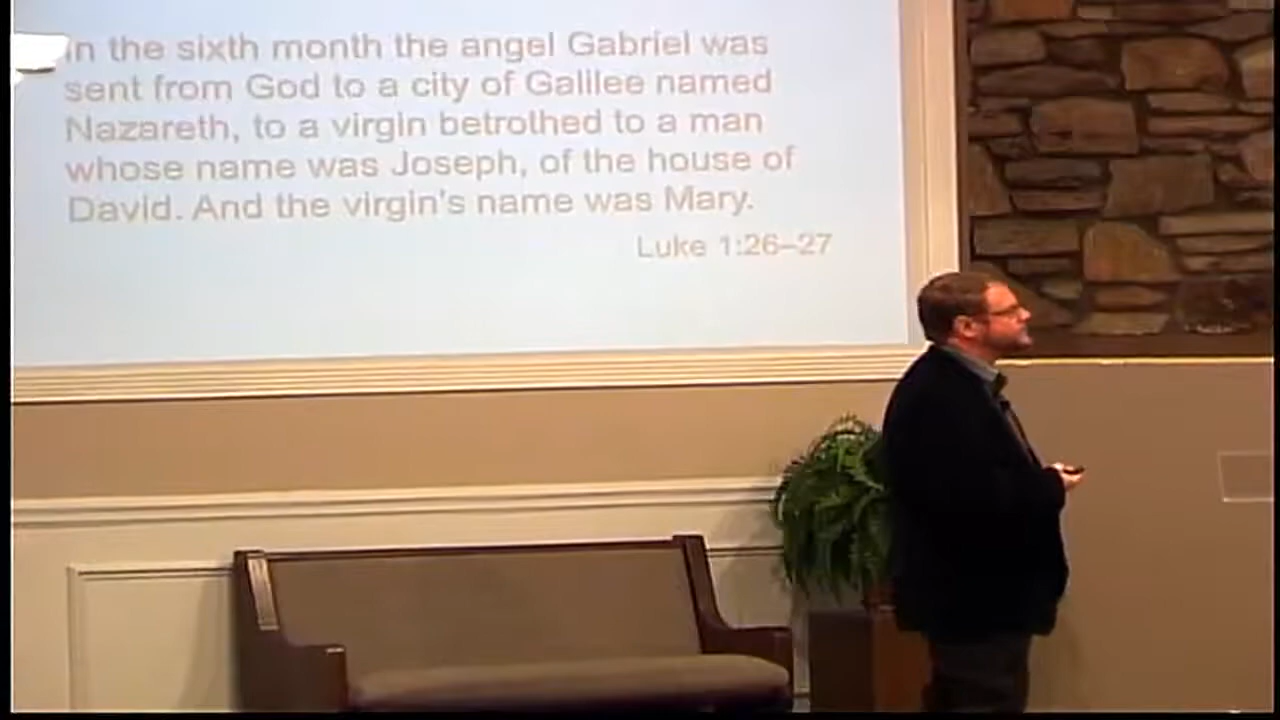 In the sixth month the angel Gabriel was
sent from God to a city of Galilee named
Nazareth, to a virgin betrothed to a man
whose name was Joseph, of the house of
David. And the virgin's name was Mary.
Luke 1:26–27